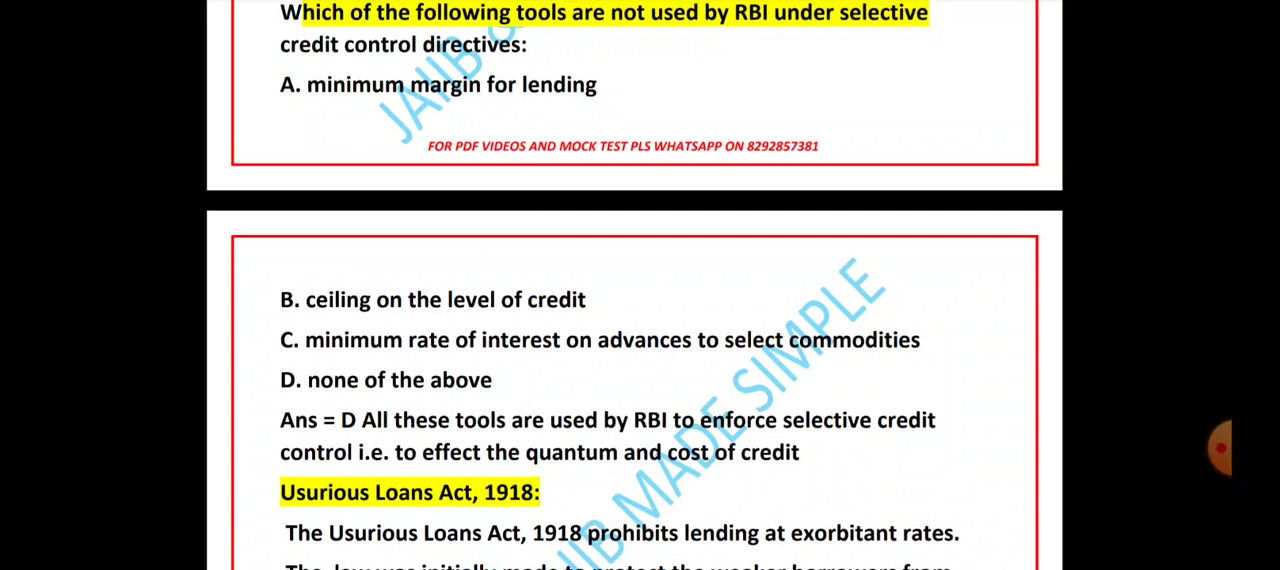 Which of the following tools are not used by RBI under selective
credit control directives:
A. minimum margin for lending
JAIIB
FOR PDF VIDEOS AND MOCK TEST PLS WHATSAPP ON 8292857381
B. ceiling on the level of credit
C. minimum rate of interest on advances to select commodities
D. none of the above
Ans = D All these tools are used by RBI to enforce selective credit
control i.e. to effect the quantum and cost of credit
Usurious Loans Act, 1918:
The Usurious Loans Act, 1918 prohibits lending at exorbitant rates.
MADE SIMPLE